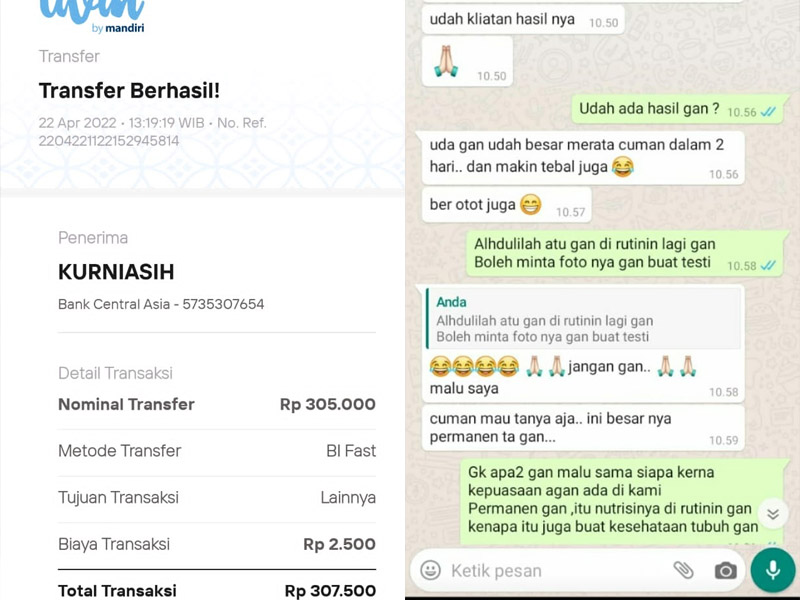 livin'
by mandiri
Transfer
Transfer Berhasil!
22 Apr 2022 • 13:19:19 WIB • No. Ref.
2204221122152945814
Penerima
KURNIASIH
Bank Central Asia - 5735307654
Detail Transaksi
Nominal Transfer Rp 305.000
Metode Transfer BI Fast
Tujuan Transaksi Lainnya
Biaya Transaksi Rp 2.500
Total Transaksi Rp 307.500
udah kliatan hasil nya 10.50
🙏🏻 10.50
Udah ada hasil gan ? 10.56
uda gan udah besar merata cuman dalam 2
hari.. dan makin tebal juga 😂 10.56
ber otot juga 😁 10.57
Alhdulilah atu gan di rutinin lagi gan
Boleh minta foto nya gan buat testi 10.58
Anda
Alhdulilah atu gan di rutinin lagi gan
Boleh minta foto nya gan buat testi
😂😂😂😂 🙏🏻🙏🏻jangan gan.. 🙏🏻🙏🏻
malu saya 10.58
cuman mau tanya aja.. ini besar nya
permanen ta gan... 10.59
Gk apa2 gan malu sama siapa kerna
kepuasaan agan ada di kami
Permanen gan ,itu nutrisinya di rutinin gan
kenapa itu juga buat kesehataan tubuh gan
Ketik pesan